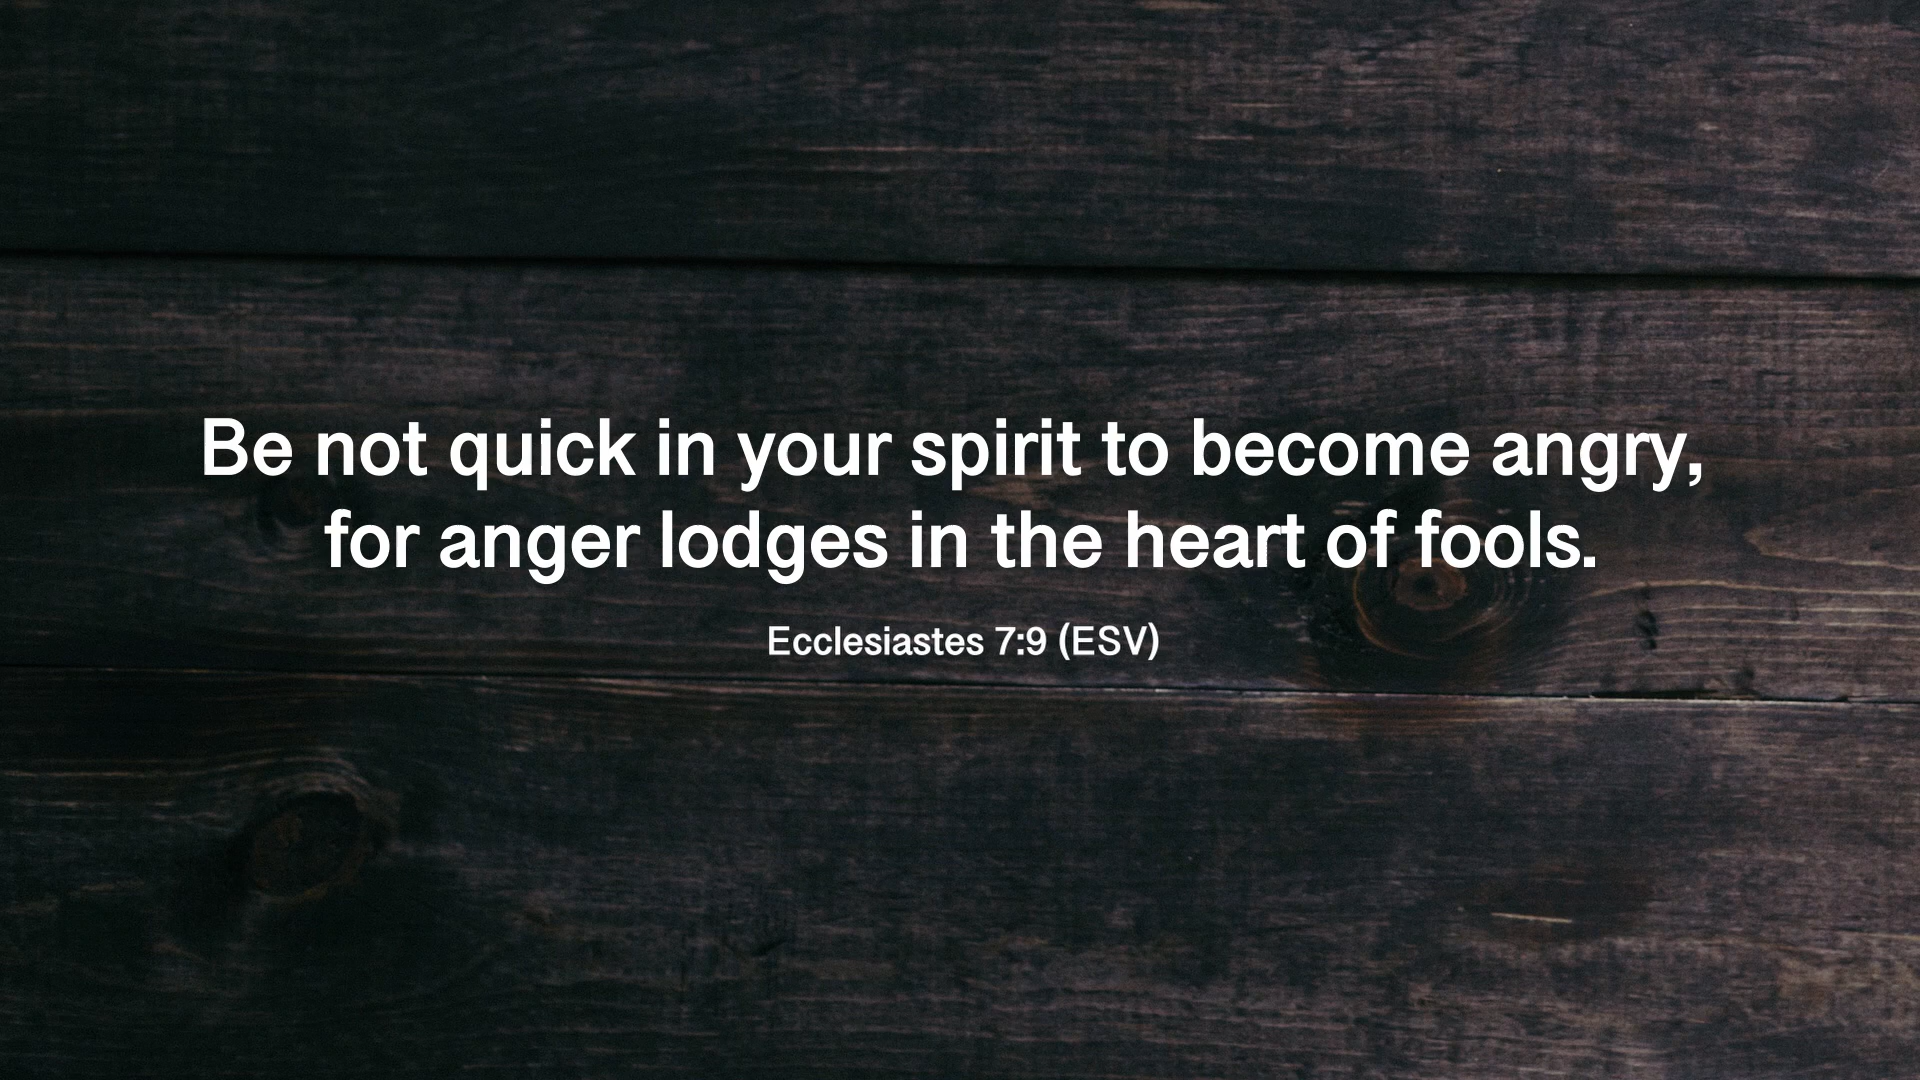 Be not quick in your spirit to become angry,
for anger lodges in the heart of fools.
Ecclesiastes 7:9 (ESV)